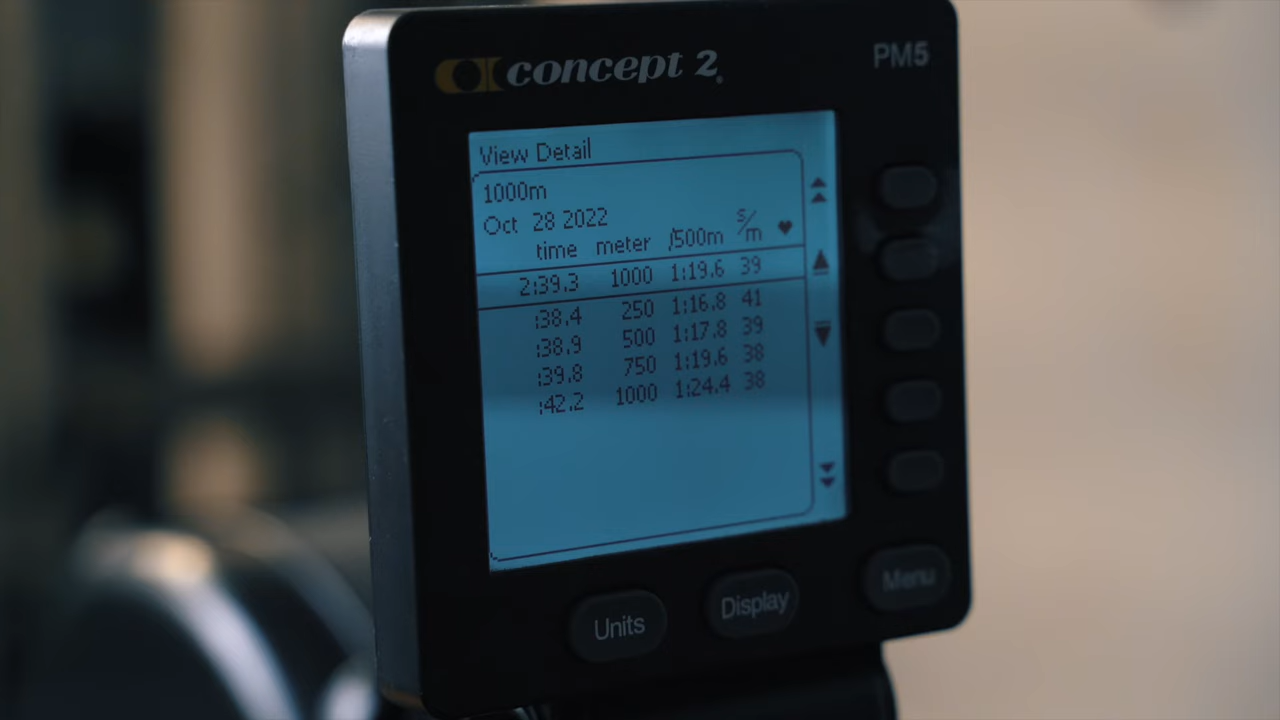 concept 2
PM5
View Detail
1000m
Oct 28 2022
time meter /500m s/m ♥
2:39.3 1000 1:19.6 39
:38.4 250 1:16.8 41
:38.9 500 1:17.8 39
:39.8 750 1:19.6 38
:42.2 1000 1:24.4 38
Units Display Menu